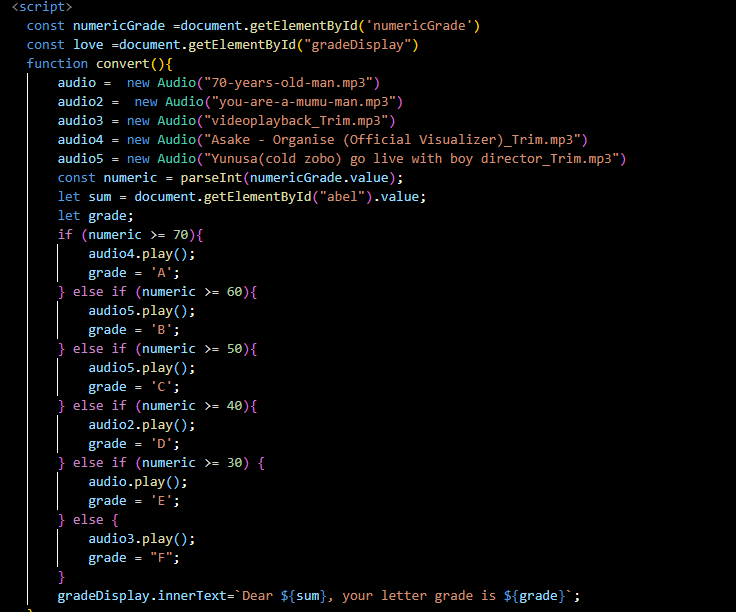 <script>
const numericGrade =document.getElementById('numericGrade')
const love =document.getElementById("gradeDisplay")
function convert(){
audio =  new Audio("70-years-old-man.mp3")
audio2 =  new Audio("you-are-a-mumu-man.mp3")
audio3 = new Audio("videoplayback_Trim.mp3")
audio4 = new Audio("Asake - Organise (Official Visualizer)_Trim.mp3")
audio5 = new Audio("Yunusa(cold zobo) go live with boy director_Trim.mp3")
const numeric = parseInt(numericGrade.value);
let sum = document.getElementById("abel").value;
let grade;
if (numeric >= 70){
audio4.play();
grade = 'A';
} else if (numeric >= 60){
audio5.play();
grade = 'B';
} else if (numeric >= 50){
audio5.play();
grade = 'C';
} else if (numeric >= 40){
audio2.play();
grade = 'D';
} else if (numeric >= 30) {
audio.play();
grade = 'E';
} else {
audio3.play();
grade = "F";
}
gradeDisplay.innerText=`Dear ${sum}, your letter grade is ${grade}`;